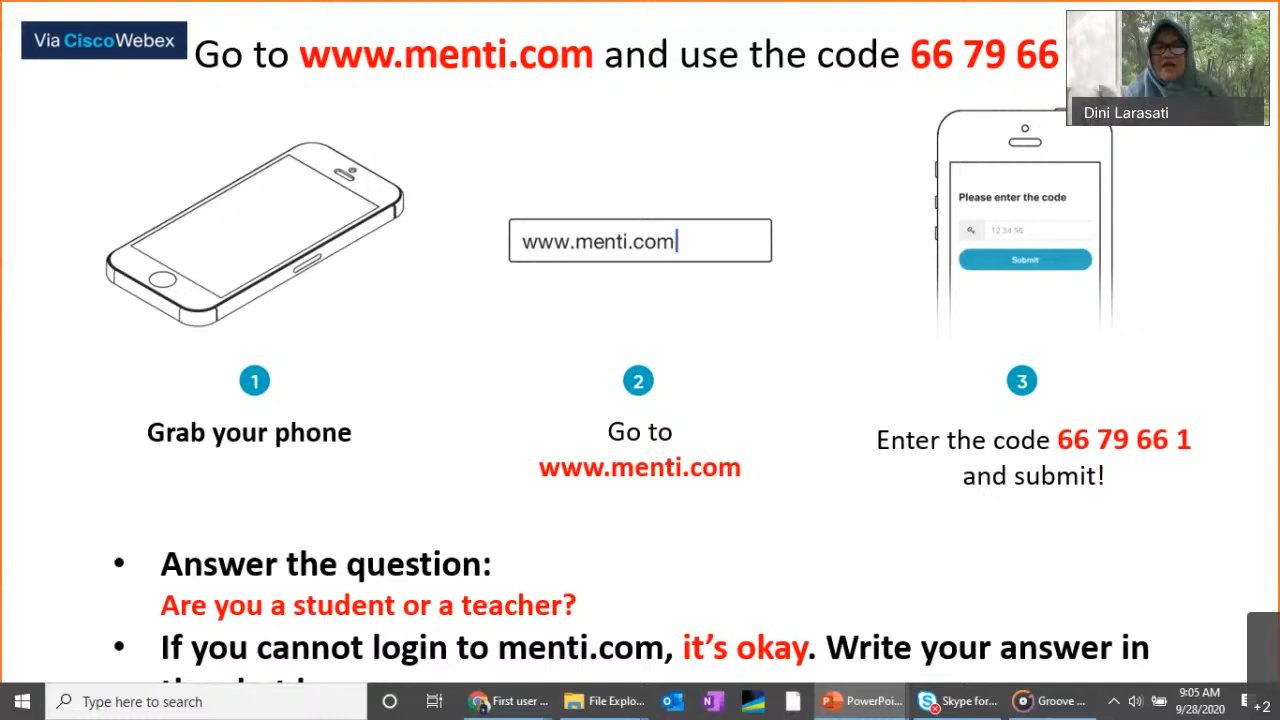 Via CiscoWebex
Go to www.menti.com and use the code 66 79 66
Dini Larasati
Please enter the code
12 34 56
Submit
www.menti.com
1
2
3
Grab your phone
Go to
www.menti.com
Enter the code 66 79 66 1
and submit!
• Answer the question:
Are you a student or a teacher?
• If you cannot login to menti.com, it's okay. Write your answer in
Type here to search
First user ...
File Explo...
PowerPoi...
Skype for...
Groove ...
9:05 AM
9/28/2020
+2